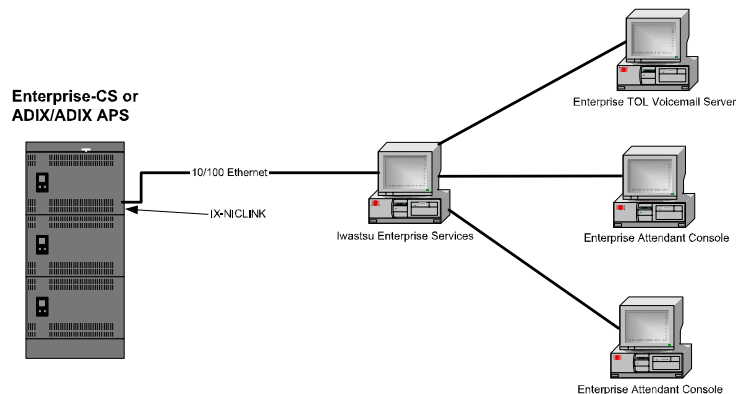 Enterprise TOL Voicemail Server
Enterprise-CS or
ADIX/ADIX APS
10/100 Ethernet
IX-NICLINK
Iwastsu Enterprise Services
Enterprise Attendant Console
Enterprise Attendant Console